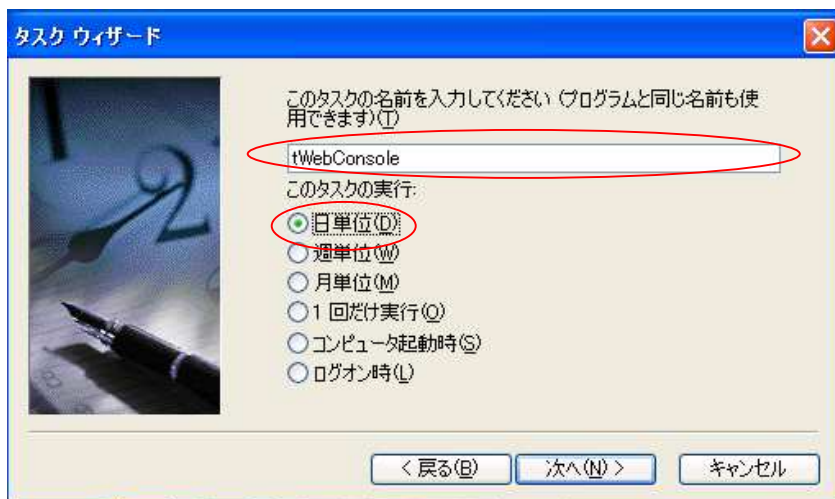 タスク ウィザード
このタスクの名前を入力してください (プログラムと同じ名前も使
用できます)(T)
tWebConsole
このタスクの実行:
日単位(D)
週単位(W)
月単位(M)
1 回だけ実行(O)
コンピュータ起動時(S)
ログオン時(L)
< 戻る(B)
次へ(N) >
キャンセル